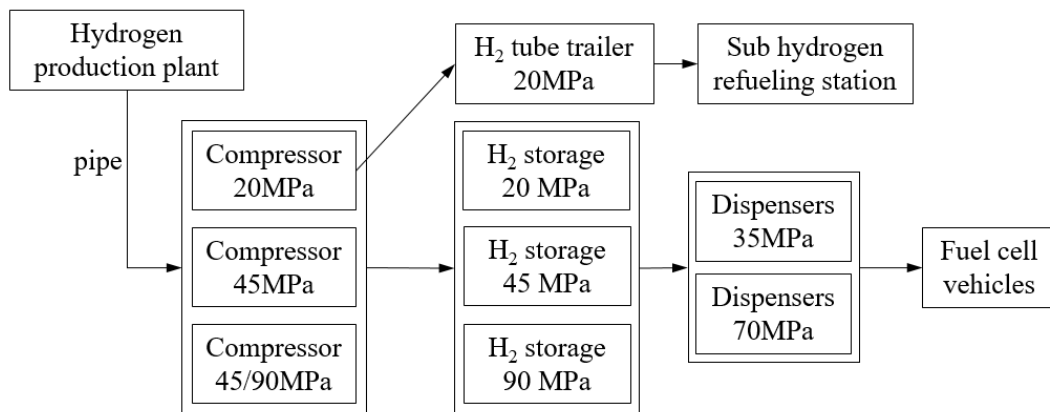 Hydrogen
production plant
H₂ tube trailer
20MPa
Sub hydrogen
refueling station
pipe
Compressor
20MPa
Compressor
45MPa
Compressor
45/90MPa
H₂ storage
20 MPa
H₂ storage
45 MPa
H₂ storage
90 MPa
Dispensers
35MPa
Dispensers
70MPa
Fuel cell
vehicles